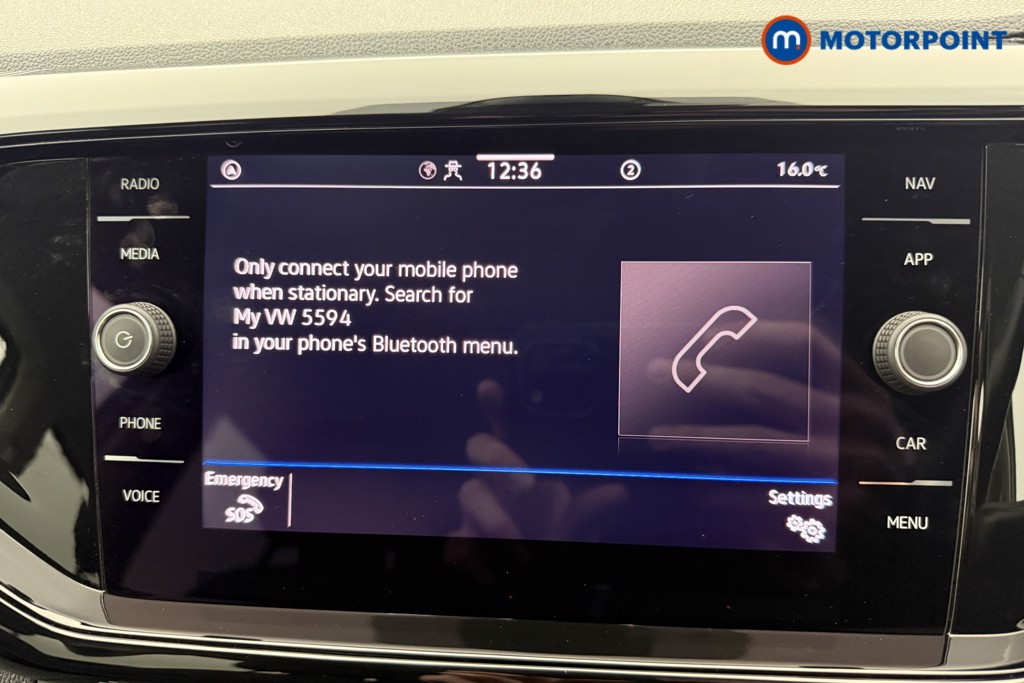 m MOTORPOINT
RADIO
MEDIA
PHONE
VOICE
12:36
2
16.0°C
Only connect your mobile phone
when stationary. Search for
My VW 5594
in your phone's Bluetooth menu.
Emergency
SOS
Settings
NAV
APP
CAR
MENU